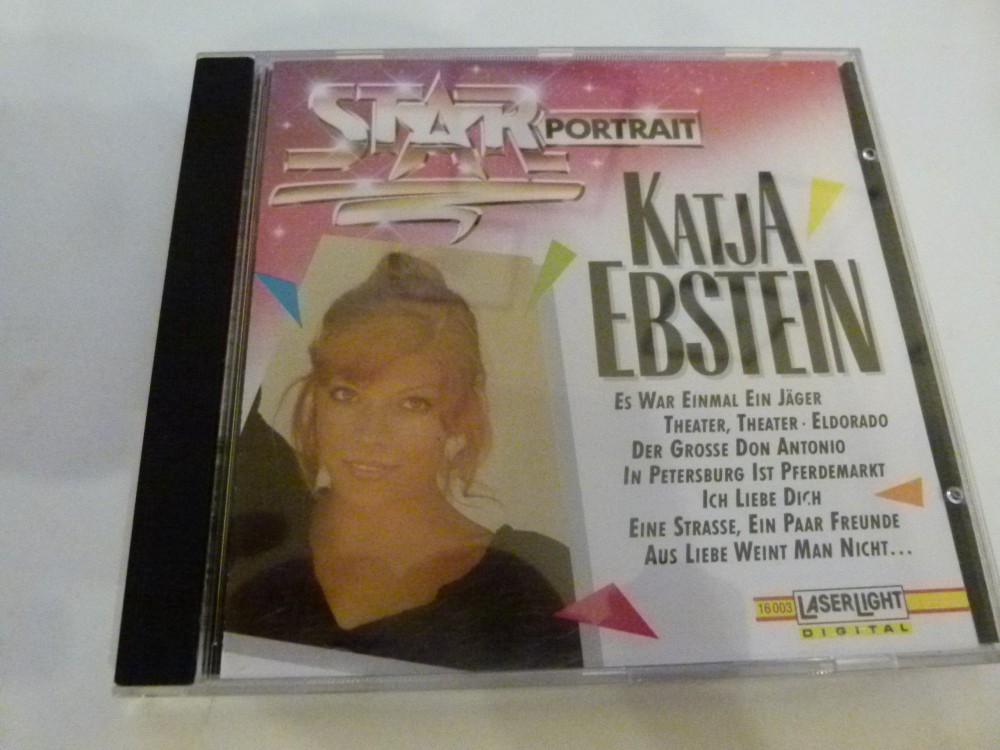 STAR PORTRAIT
KATJA
EBSTEIN
ES WAR EINMAL EIN JÄGER
THEATER, THEATER · ELDORADO
DER GROSSE DON ANTONIO
IN PETERSBURG IST PFERDEMARKT
ICH LIEBE DICH
EINE STRASSE, EIN PAAR FREUNDE
AUS LIEBE WEINT MAN NICHT...
16 003 LASERLIGHT
DIGITAL